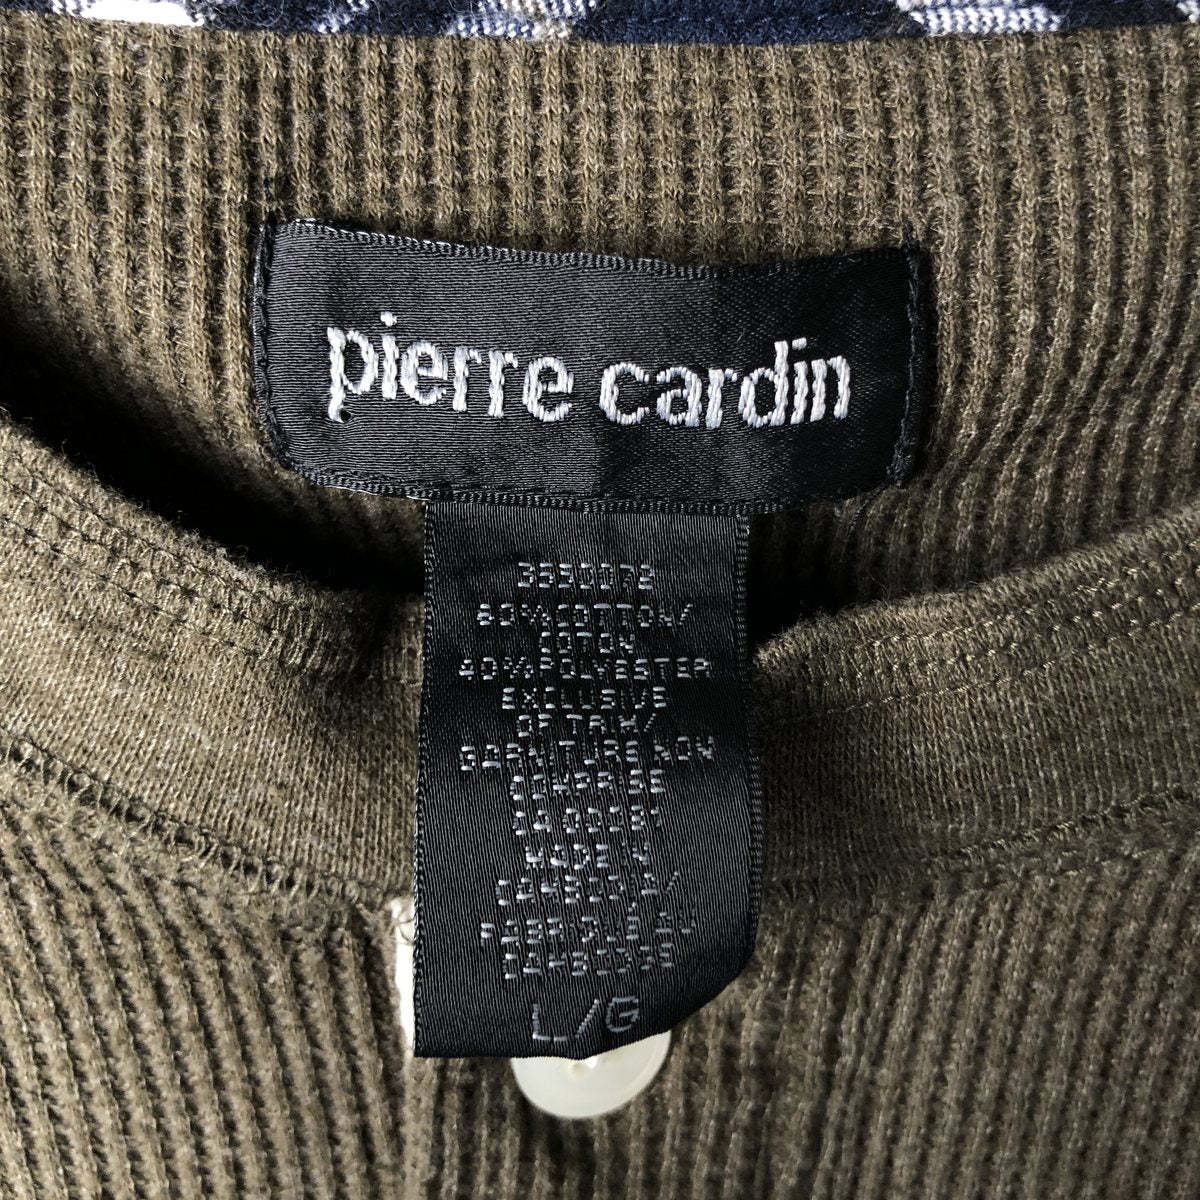 pierre cardin
60% COTTON/
COTON
40% POLYESTER
EXCLUSIVE
OF TRIM/
GARNITURE NON
COMPRISE
MADE IN
CAMBODIA/
FABRIQUÉ AU
CAMBODGE
L/G